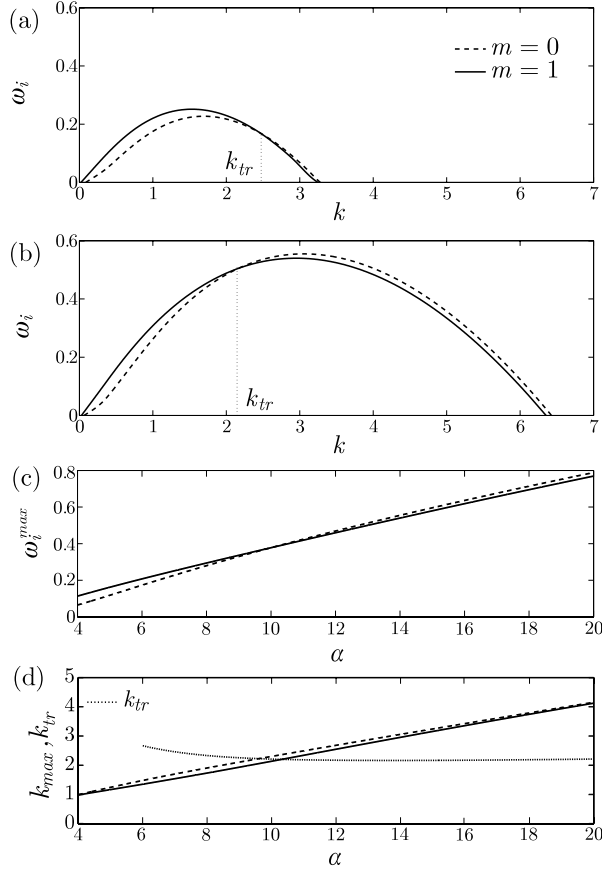 (a)
0.6
0.4
0.2
0
ω_i
m = 0
m = 1
k_tr
0 1 2 3 4 5 6 7
k
(b)
0.6
0.4
0.2
0
ω_i
k_tr
0 1 2 3 4 5 6 7
k
(c)
0.8
0.6
0.4
0.2
0
ω_i^max
4 6 8 10 12 14 16 18 20
α
(d)
5
4
3
2
1
0
k_max, k_tr
k_tr
4 6 8 10 12 14 16 18 20
α